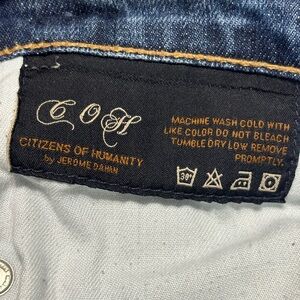 COH
CITIZENS OF HUMANITY
by JEROME DAHAN
MACHINE WASH COLD WITH
LIKE COLOR DO NOT BLEACH
TUMBLE DRY LOW REMOVE
PROMPTLY.
30°